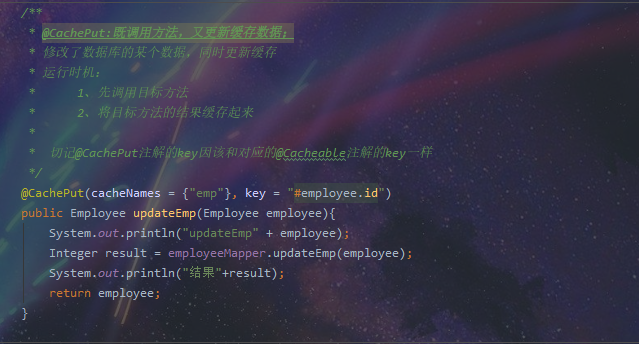 /**
 * @CachePut:既调用方法，又更新缓存数据；
 * 修改了数据库的某个数据，同时更新缓存
 * 运行时机：
 *     1、先调用目标方法
 *     2、将目标方法的结果缓存起来
 *
 * 切记@CachePut注解的key因该和对应的@Cacheable注解的key一样
 */
@CachePut(cacheNames = {"emp"}, key = "#employee.id")
public Employee updateEmp(Employee employee){
    System.out.println("updateEmp" + employee);
    Integer result = employeeMapper.updateEmp(employee);
    System.out.println("结果"+result);
    return employee;
}